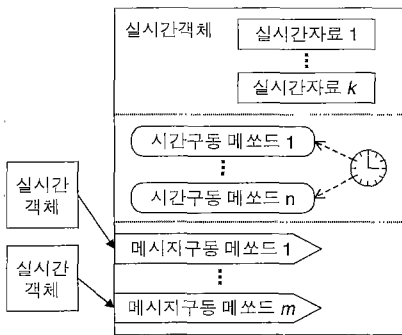 실시간객체
실시간자료 1
실시간자료 k
시간구동 메쏘드 1
시간구동 메쏘드 n
실시간
객체
메시지구동 메쏘드 1
실시간
객체
메시지구동 메쏘드 m